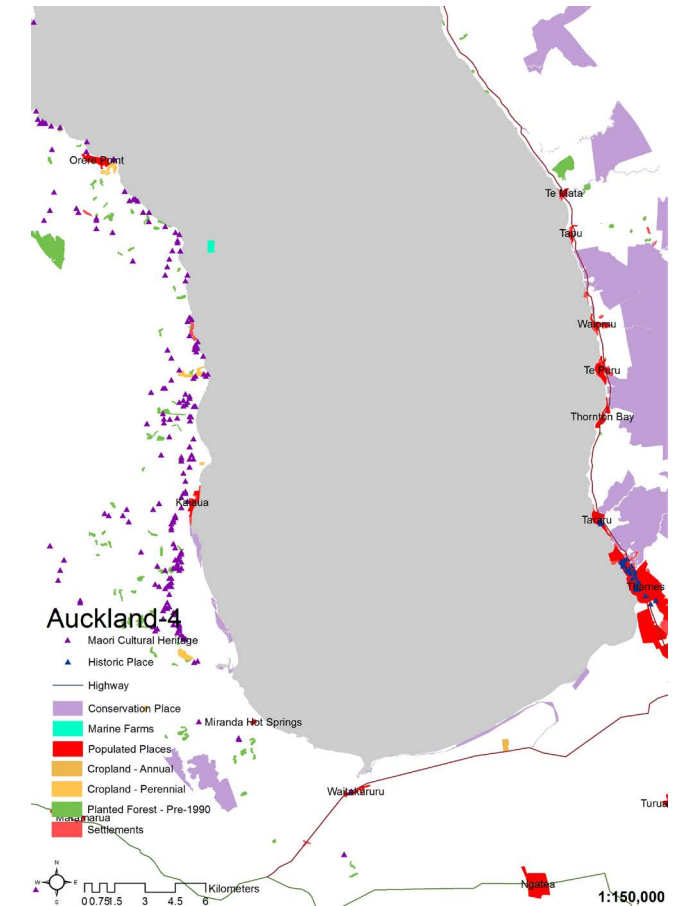 Orere Point
Te Mata
Tapu
Waiomu
Te Puru
Thornton Bay
Kaiaua
Tararu
Thames
Auckland-4
Maori Cultural Heritage
Historic Place
Highway
Conservation Place
Miranda Hot Springs
Marine Farms
Populated Places
Cropland - Annual
Cropland - Perennial
Waitakaruru
Planted Forest - Pre-1990
Turua
Settlements
Ngatea
N
W
E
S
Kilometers
0 0.75 1.5 3 4.5 6
1:150,000